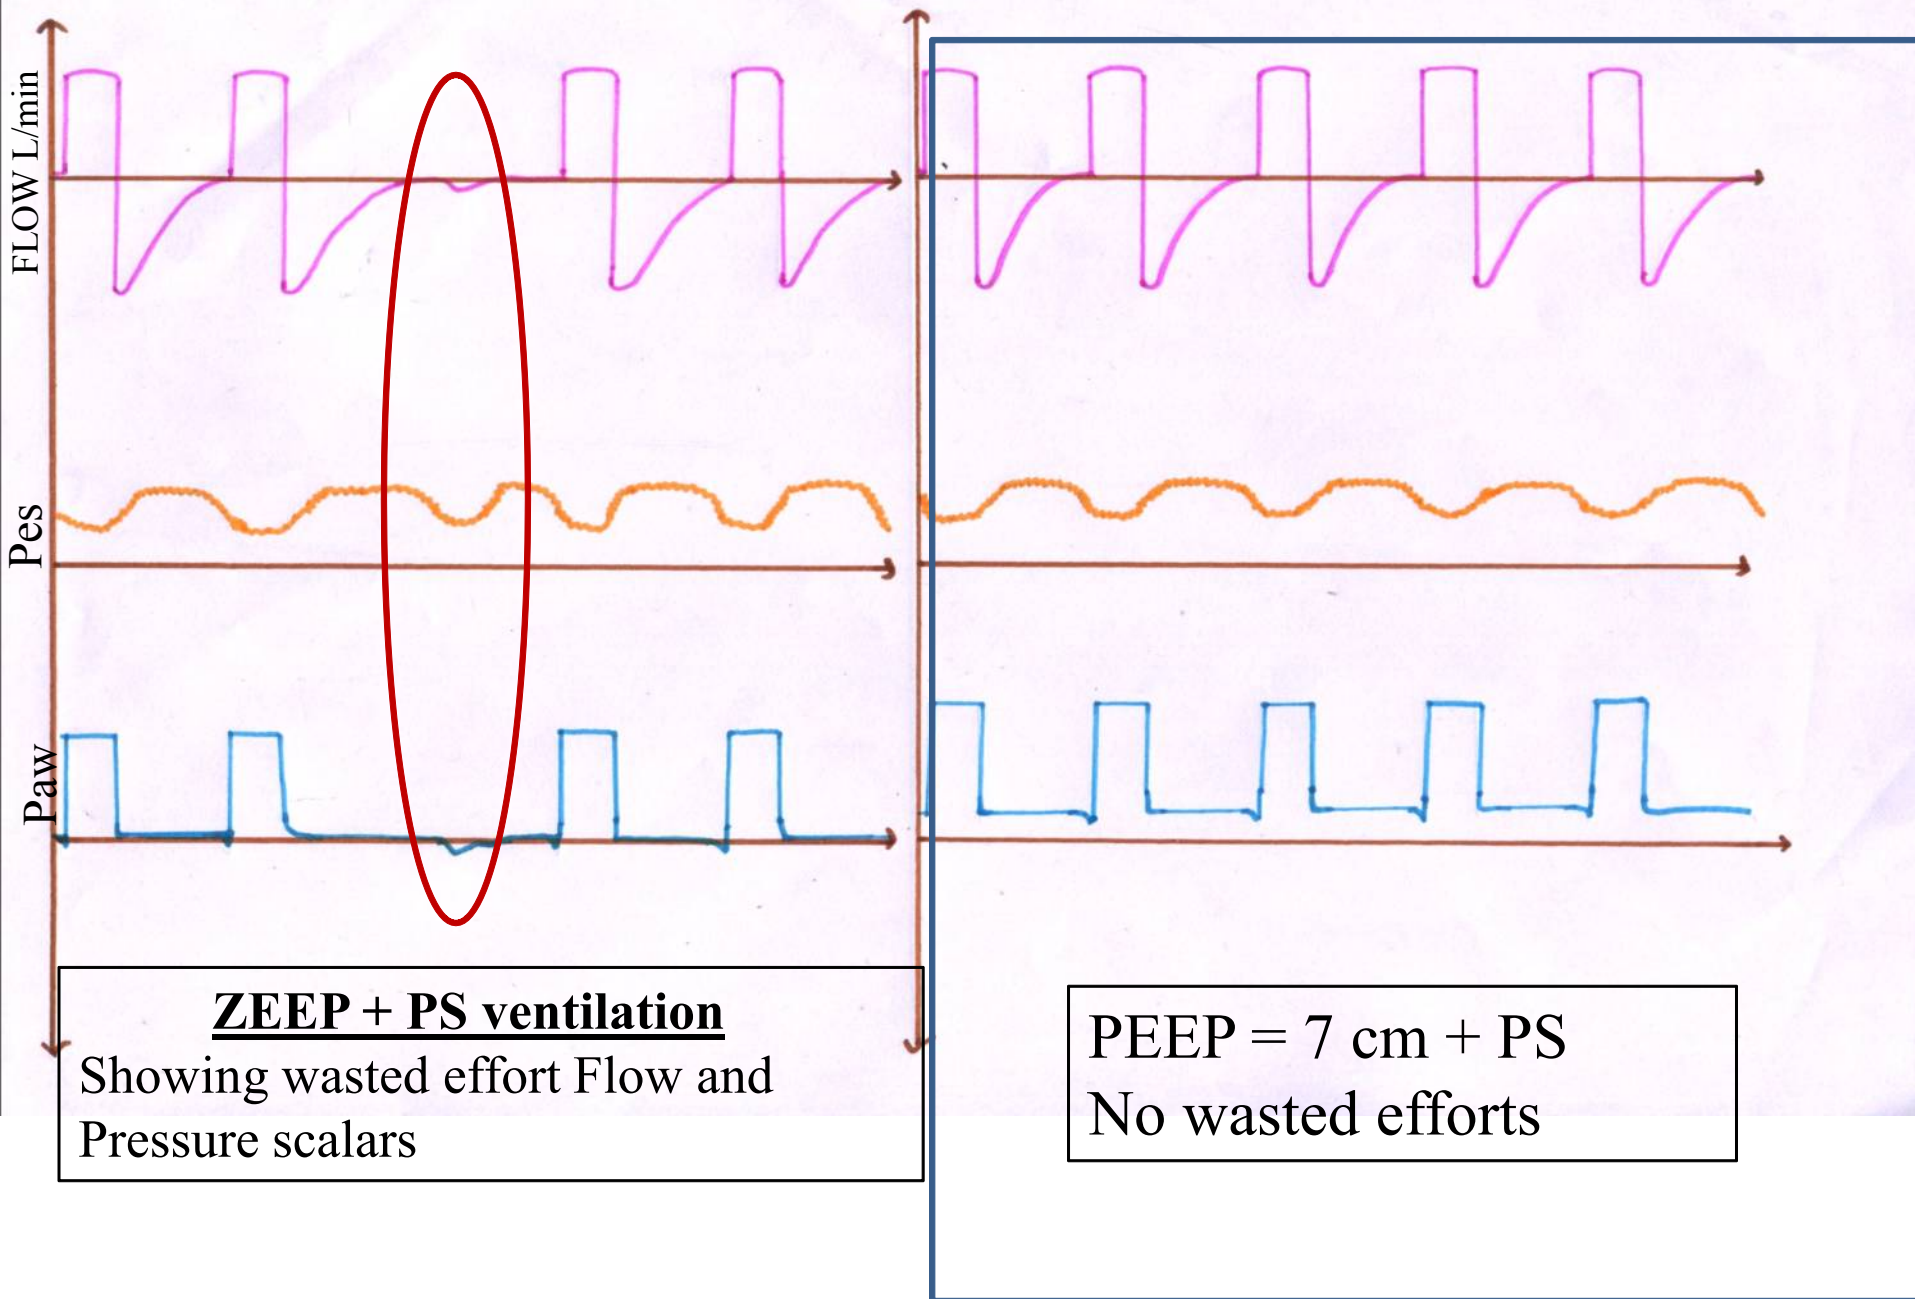 FLOW L/min
Pes
Paw
ZEEP + PS ventilation
Showing wasted effort Flow and
Pressure scalars
PEEP = 7 cm + PS
No wasted efforts